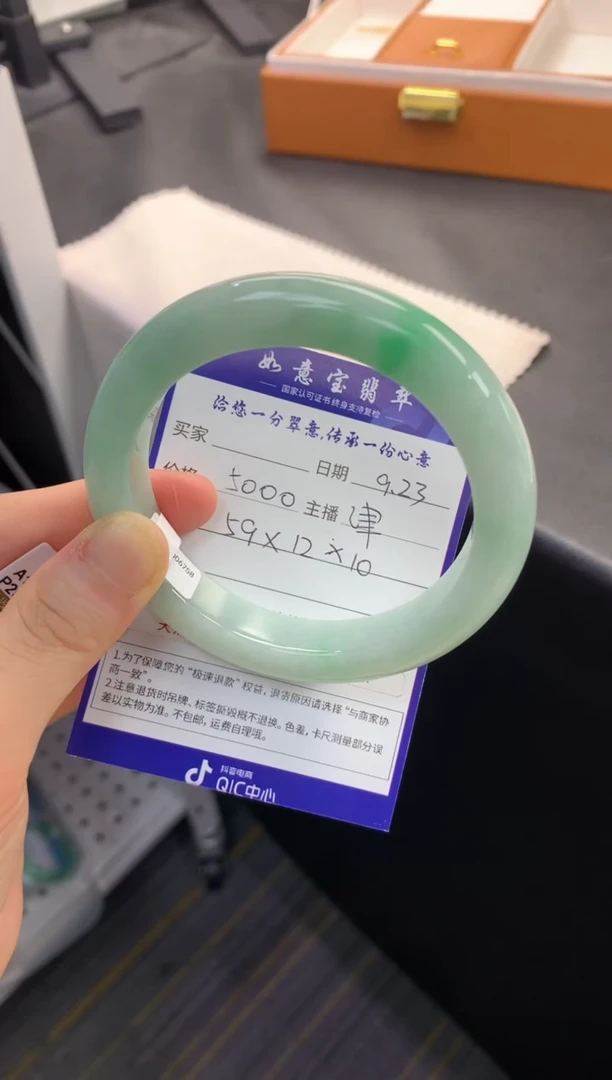 如意宝翡翠
国家认可证书 终身支持复检
给您一分翠意,传承一份心意
买家
日期 9.23
价格 5000 主播 津
59×12×10
1.为了保障您的“极速退款”权益,退货原因请选择“与商家协
商一致”。
2.注意退货时吊牌、标签撕毁概不退换。色差,卡尺测量部分误
差以实物为准。不包邮,运费自理哦。
抖音电商
QIC中心